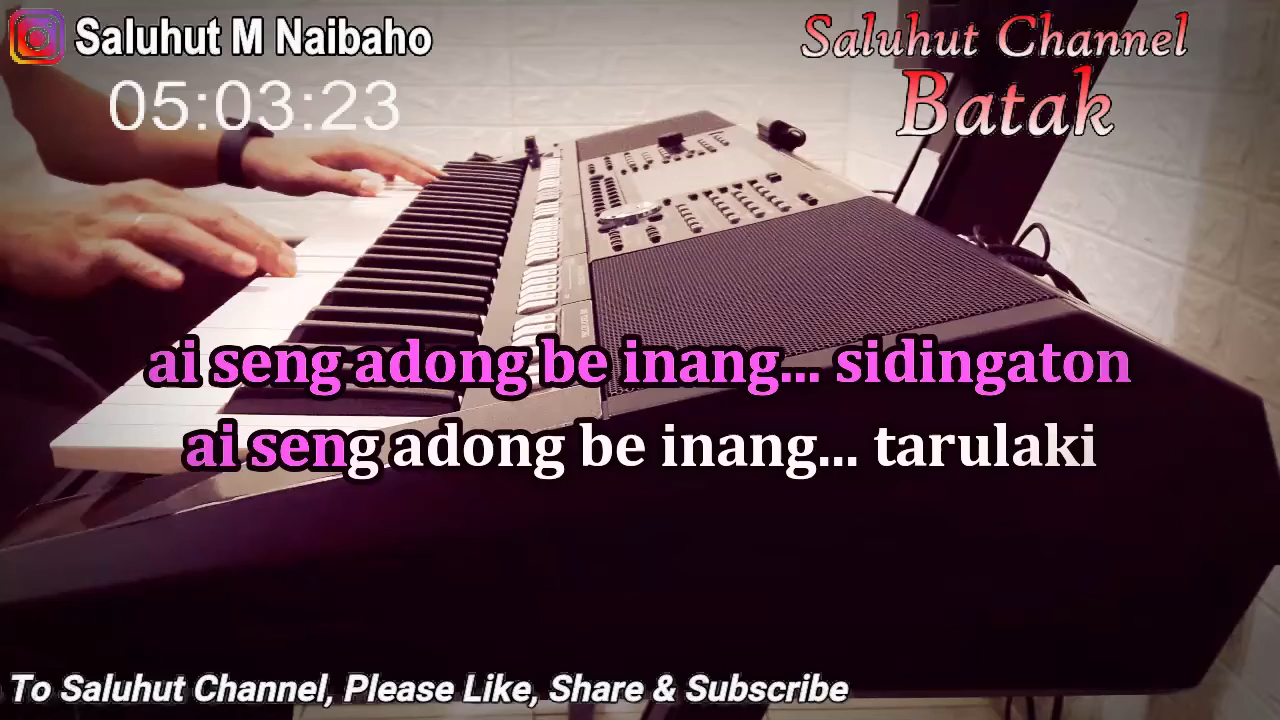 Saluhut M Naibaho
05:03:23
Saluhut Channel
Batak
ai seng adong be inang... sidingaton
ai seng adong be inang... tarulaki
To Saluhut Channel, Please Like, Share & Subscribe